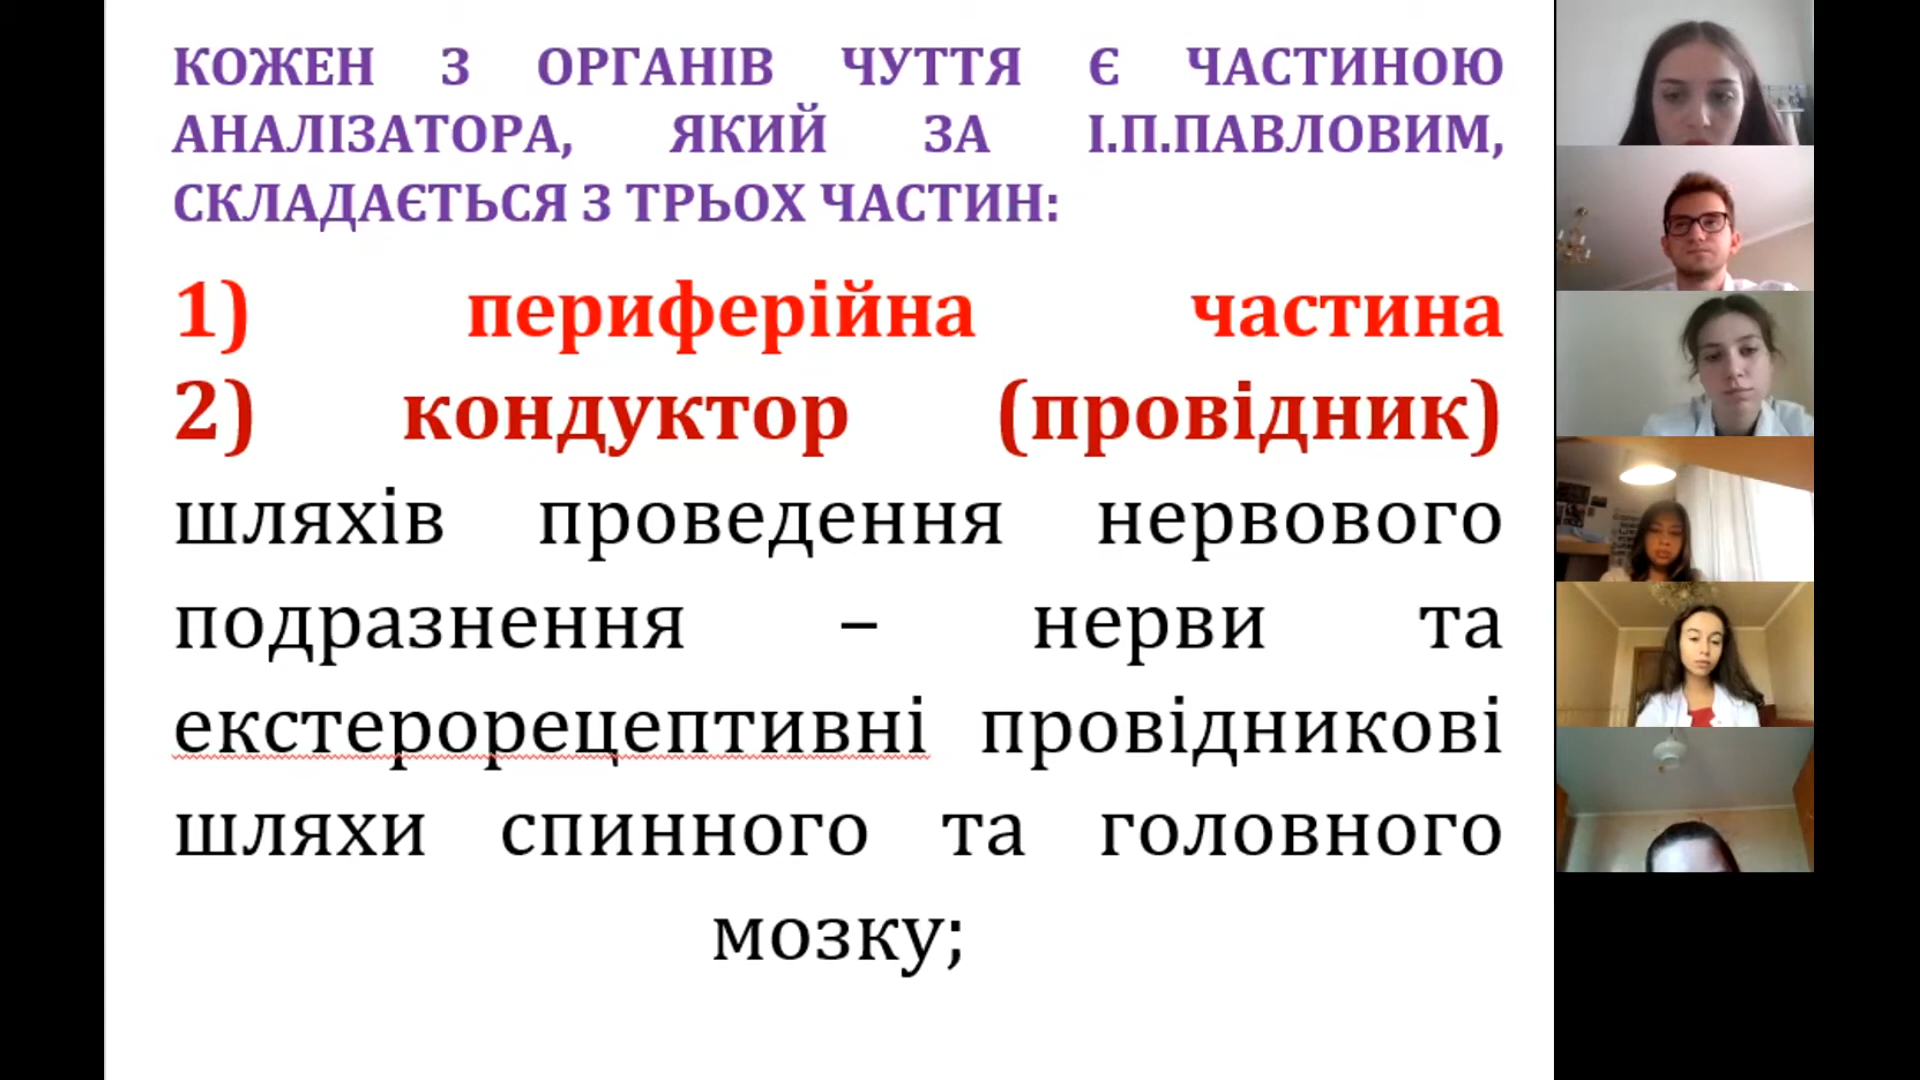 КОЖЕН З ОРГАНІВ ЧУТТЯ Є ЧАСТИНОЮ
АНАЛІЗАТОРА, ЯКИЙ ЗА І.П.ПАВЛОВИМ,
СКЛАДАЄТЬСЯ З ТРЬОХ ЧАСТИН:
1) периферійна частина
2) кондуктор (провідник)
шляхів проведення нервового
подразнення – нерви та
екстерорецептивні провідникові
шляхи спинного та головного
мозку;